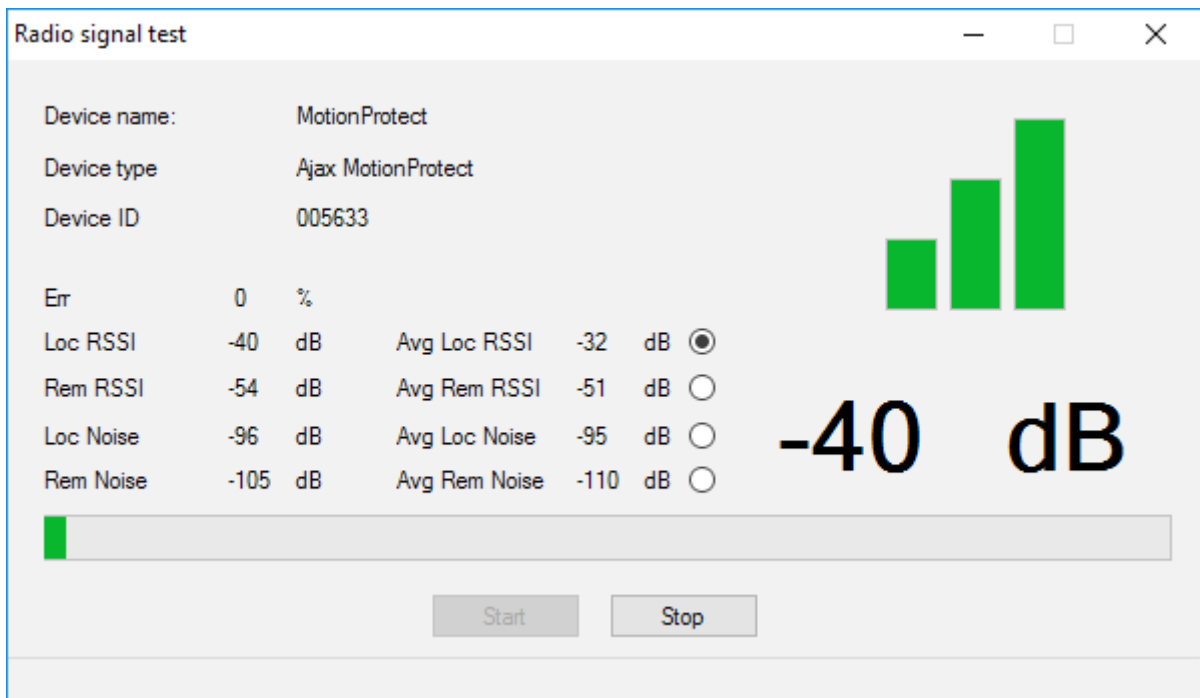 Radio signal test
Device name: MotionProtect
Device type Ajax MotionProtect
Device ID 005633
Err 0 %
Loc RSSI -40 dB Avg Loc RSSI -32 dB
Rem RSSI -54 dB Avg Rem RSSI -51 dB
Loc Noise -96 dB Avg Loc Noise -95 dB
Rem Noise -105 dB Avg Rem Noise -110 dB
-40 dB
Start Stop